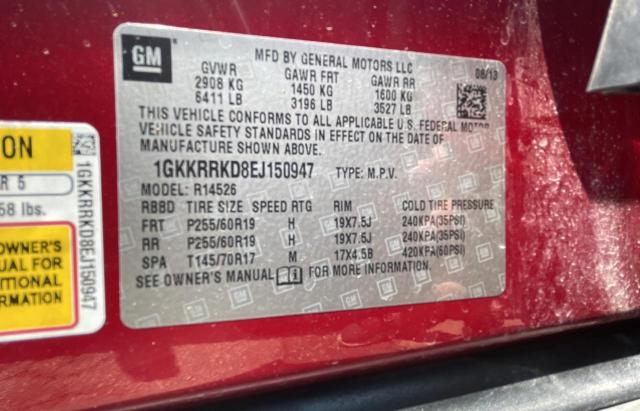 GM
MFD BY GENERAL MOTORS LLC 08/13
GVWR GAWR FRT GAWR RR
2908 KG 1450 KG 1600 KG
6411 LB 3196 LB 3527 LB
THIS VEHICLE CONFORMS TO ALL APPLICABLE U.S. FEDERAL MOTOR
VEHICLE SAFETY STANDARDS IN EFFECT ON THE DATE OF
MANUFACTURE SHOWN ABOVE.
1GKKRRKD8EJ150947 TYPE: M.P.V.
MODEL: R14526
RBBD TIRE SIZE SPEED RTG RIM COLD TIRE PRESSURE
FRT P255/60R19 H 19X7.5J 240KPA(35PSI)
RR P255/60R19 H 19X7.5J 240KPA(35PSI)
SPA T145/70R17 M 17X4.5B 420KPA(60PSI)
SEE OWNER'S MANUAL FOR MORE INFORMATION.
ON
R 5
58 lbs.
OWNER'S
UAL FOR
ITIONAL
RMATION
1GKKRRKD8EJ150947